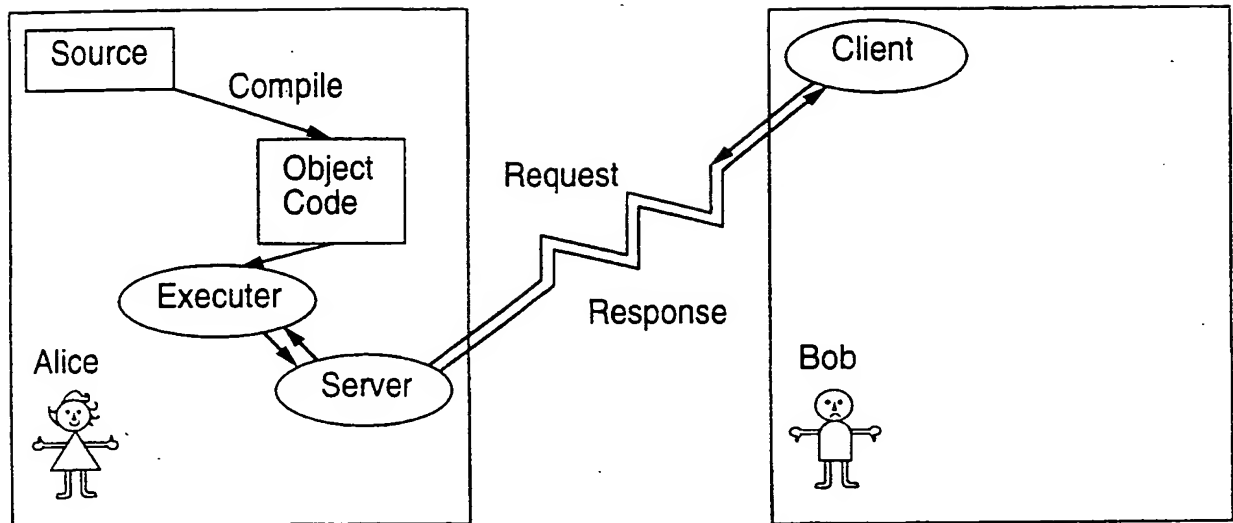 Source
Compile
Object
Code
Executer
Server
Alice
Request
Response
Client
Bob